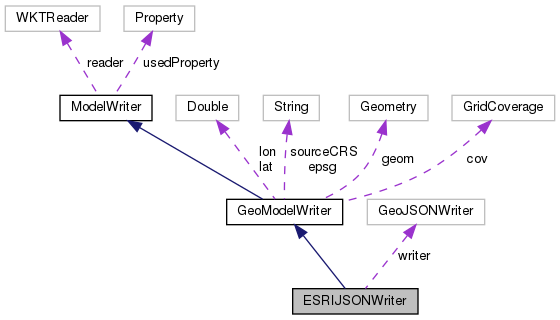 WKTReader
Property
reader
usedProperty
ModelWriter
Double
String
Geometry
GridCoverage
lon
lat
sourceCRS
epsg
geom
cov
GeoModelWriter
GeoJSONWriter
writer
ESRIJSONWriter